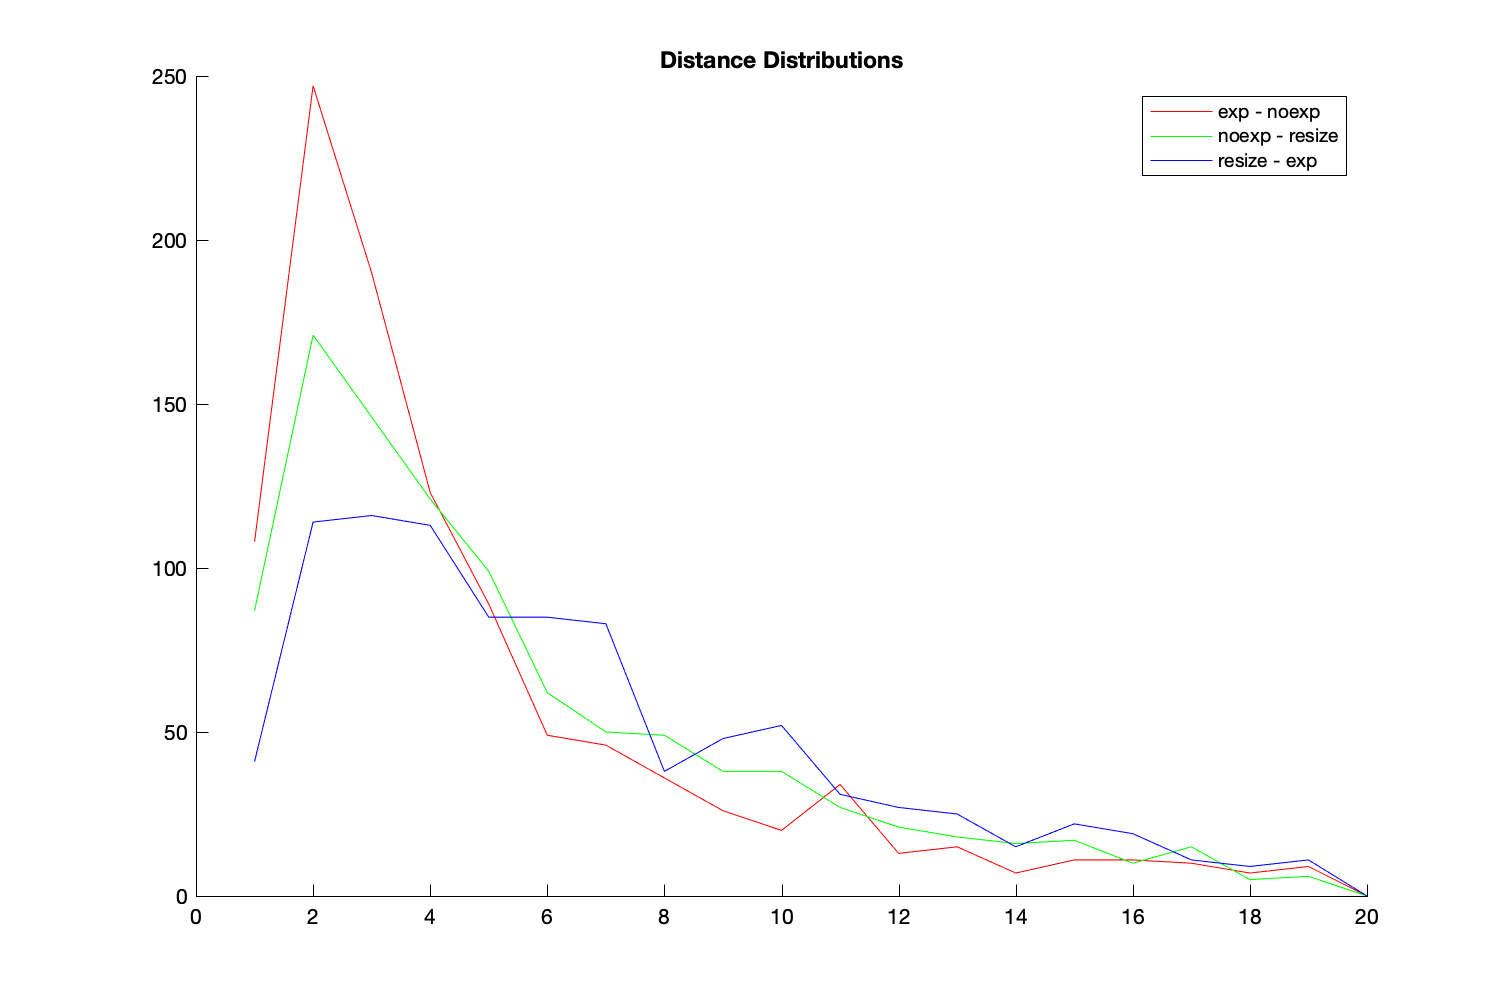 Distance Distributions
250
200
150
100
50
0
exp - noexp
noexp - resize
resize - exp
0 2 4 6 8 10 12 14 16 18 20